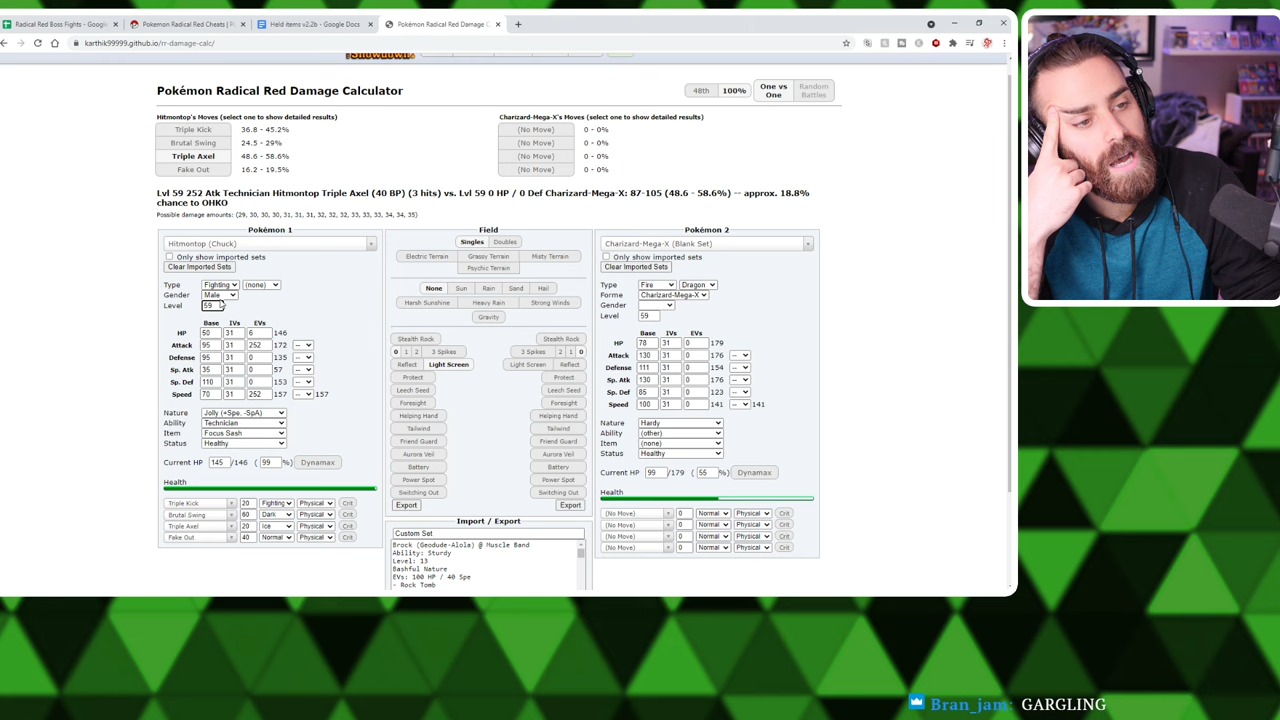 Radical Red Boss Fights - Google
Pokemon Radical Red Cheats | P
Held items v2.2b - Google Docs
Pokémon Radical Red Damage C
karthik99999.github.io/rr-damage-calc/
Pokémon Radical Red Damage Calculator
48th 100% One vs One Random Battles
Hitmontop's Moves (select one to show detailed results)
Triple Kick 36.8 - 45.2%
Brutal Swing 24.5 - 29%
Triple Axel 48.6 - 58.6%
Fake Out 16.2 - 19.5%
Charizard-Mega-X's Moves (select one to show detailed results)
(No Move) 0 - 0%
(No Move) 0 - 0%
(No Move) 0 - 0%
(No Move) 0 - 0%
Lvl 59 252 Atk Technician Hitmontop Triple Axel (40 BP) (3 hits) vs. Lvl 59 0 HP / 0 Def Charizard-Mega-X: 87-105 (48.6 - 58.6%) -- approx. 18.8%
chance to OHKO
Possible damage amounts: (29, 30, 30, 30, 31, 31, 31, 32, 32, 32, 33, 33, 33, 34, 34, 35)
Pokémon 1
Hitmontop (Chuck)
Only show imported sets
Clear Imported Sets
Type Fighting (none)
Gender Male
Level 59
Base IVs EVs
HP 50 31 6 146
Attack 95 31 252 172 --
Defense 95 31 0 135 --
Sp. Atk 35 31 0 57 --
Sp. Def 110 31 0 153 --
Speed 70 31 252 157 -- 157
Nature Jolly (+Spe, -SpA)
Ability Technician
Item Focus Sash
Status Healthy
Current HP 145 /146 ( 99 %) Dynamax
Health
Triple Kick 20 Fighting Physical Crit
Brutal Swing 60 Dark Physical Crit
Triple Axel 20 Ice Physical Crit
Fake Out 40 Normal Physical Crit
Field
Singles Doubles
Electric Terrain Grassy Terrain Misty Terrain
Psychic Terrain
None Sun Rain Sand Hail
Harsh Sunshine Heavy Rain Strong Winds
Gravity
Stealth Rock Stealth Rock
0 1 2 3 Spikes 3 Spikes 2 1 0
Reflect Light Screen Light Screen Reflect
Protect Protect
Leech Seed Leech Seed
Foresight Foresight
Helping Hand Helping Hand
Tailwind Tailwind
Friend Guard Friend Guard
Aurora Veil Aurora Veil
Battery Battery
Power Spot Power Spot
Switching Out Switching Out
Export Export
Import / Export
Custom Set
Brock (Geodude-Alola) @ Muscle Band
Ability: Sturdy
Level: 13
Bashful Nature
EVs: 100 HP / 40 Spe
- Rock Tomb
Pokémon 2
Charizard-Mega-X (Blank Set)
Only show imported sets
Clear Imported Sets
Type Fire Dragon
Forme Charizard-Mega-X
Gender
Level 59
Base IVs EVs
HP 78 31 0 179
Attack 130 31 0 176 --
Defense 111 31 0 154 --
Sp. Atk 130 31 0 176 --
Sp. Def 85 31 0 123 --
Speed 100 31 0 141 -- 141
Nature Hardy
Ability (other)
Item (none)
Status Healthy
Current HP 99 /179 ( 55 %) Dynamax
Health
(No Move) 0 Normal Physical Crit
(No Move) 0 Normal Physical Crit
(No Move) 0 Normal Physical Crit
(No Move) 0 Normal Physical Crit
Bran_jam: GARGLING